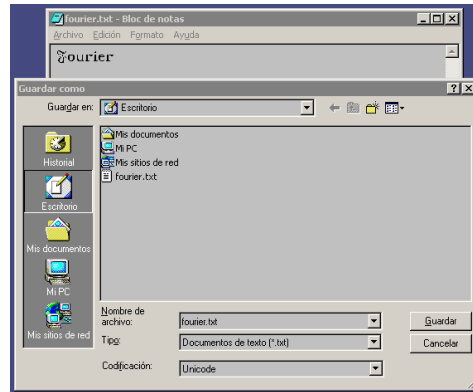 fourier.txt - Bloc de notas
Archivo Edición Formato Ayuda
𝕱ourier
Guardar como
Guardar en: Escritorio
Historial
Escritorio
Mis documentos
Mi PC
Mis sitios de red
Mis documentos
Mi PC
Mis sitios de red
fourier.txt
Nombre de archivo: fourier.txt
Guardar
Tipo: Documentos de texto (*.txt)
Cancelar
Codificación: Unicode